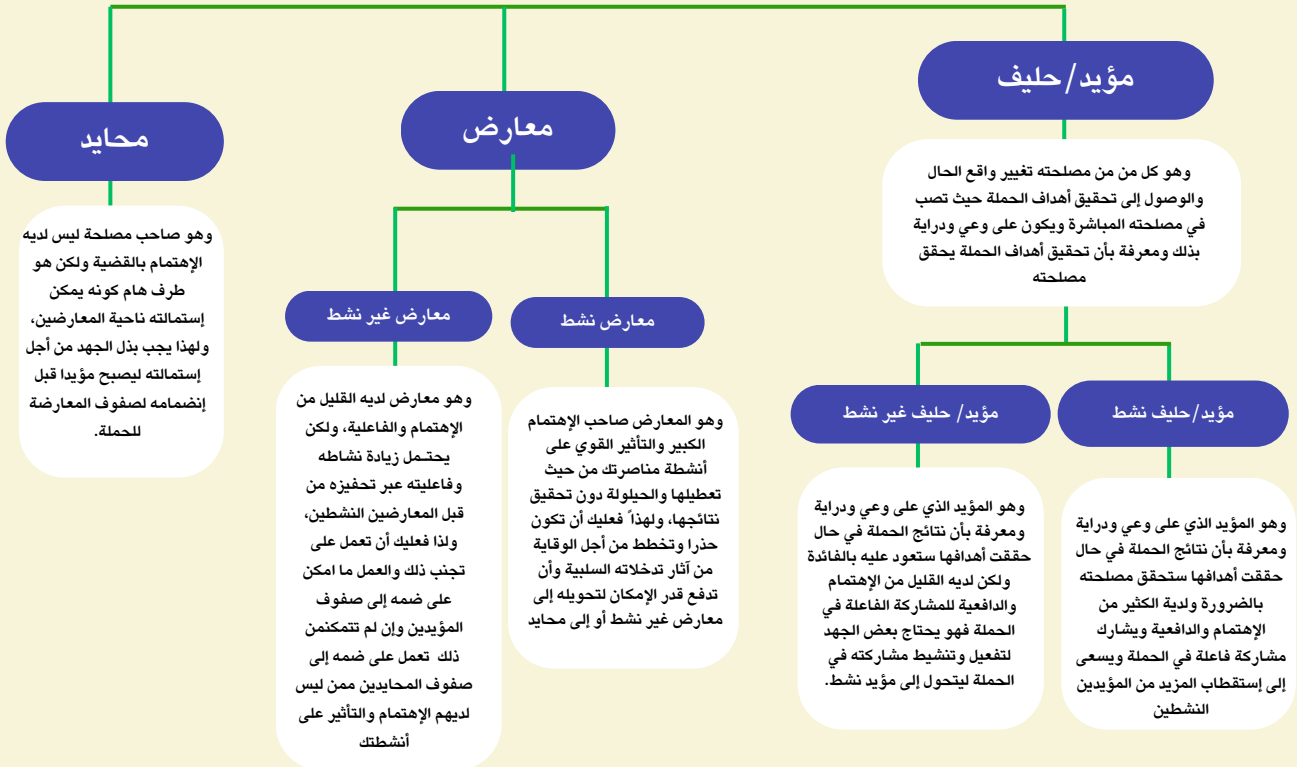 مؤيد/حليف
وهو كل من من مصلحته تغيير واقع الحال
والوصول إلى تحقيق أهداف الحملة حيث تصب
في مصلحته المباشرة ويكون على وعي ودراية
بذلك ومعرفة بأن تحقيق أهداف الحملة يحقق
مصلحته
مؤيد/حليف نشط
وهو المؤيد الذي على وعي ودراية
ومعرفة بأن نتائج الحملة في حال
حققت أهدافها ستحقق مصلحته
بالضرورة ولدية الكثير من
الإهتمام والدافعية ويشارك
مشاركة فاعلة في الحملة ويسعى
إلى إستقطاب المزيد من المؤيدين
النشطين
مؤيد/ حليف غير نشط
وهو المؤيد الذي على وعي ودراية
ومعرفة بأن نتائج الحملة في حال
حققت أهدافها ستعود عليه بالفائدة
ولكن لديه القليل من الإهتمام
والدافعية للمشاركة الفاعلة في
الحملة فهو يحتاج بعض الجهد
لتفعيل وتنشيط مشاركته في
الحملة ليتحول إلى مؤيد نشط.
معارض
معارض نشط
وهو المعارض صاحب الإهتمام
الكبير والتأثير القوي على
أنشطة مناصرتك من حيث
تعطيلها والحيلولة دون تحقيق
نتائجها، ولهذا ً فعليك أن تكون
حذرا وتخطط من أجل الوقاية
من آثار تدخلاته السلبية وأن
تدفع قدر الإمكان لتحويله إلى
معارض غير نشط أو إلى محايد
معارض غير نشط
وهو معارض لديه القليل من
الإهتمام والفاعلية، ولكن
يحتـمل زيادة نشاطه
وفاعليته عبر تحفيزه من
قبل المعارضين النشطين،
ولذا فعليك أن تعمل على
تجنب ذلك والعمل ما امكن
على ضمه إلى صفوف
المؤيدين وإن لم تتمكنمن
ذلك تعمل على ضمه إلى
صفوف المحايدين ممن ليس
لديهم الإهتمام والتأثير على
أنشطتك
محايد
وهو صاحب مصلحة ليس لديه
الإهتمام بالقضية ولكن هو
طرف هام كونه يمكن
إستمالته ناحية المعارضين،
ولهذا يجب بذل الجهد من أجل
إستمالته ليصبح مؤيدا قبل
إنضمامه لصفوف المعارضة
للحملة.